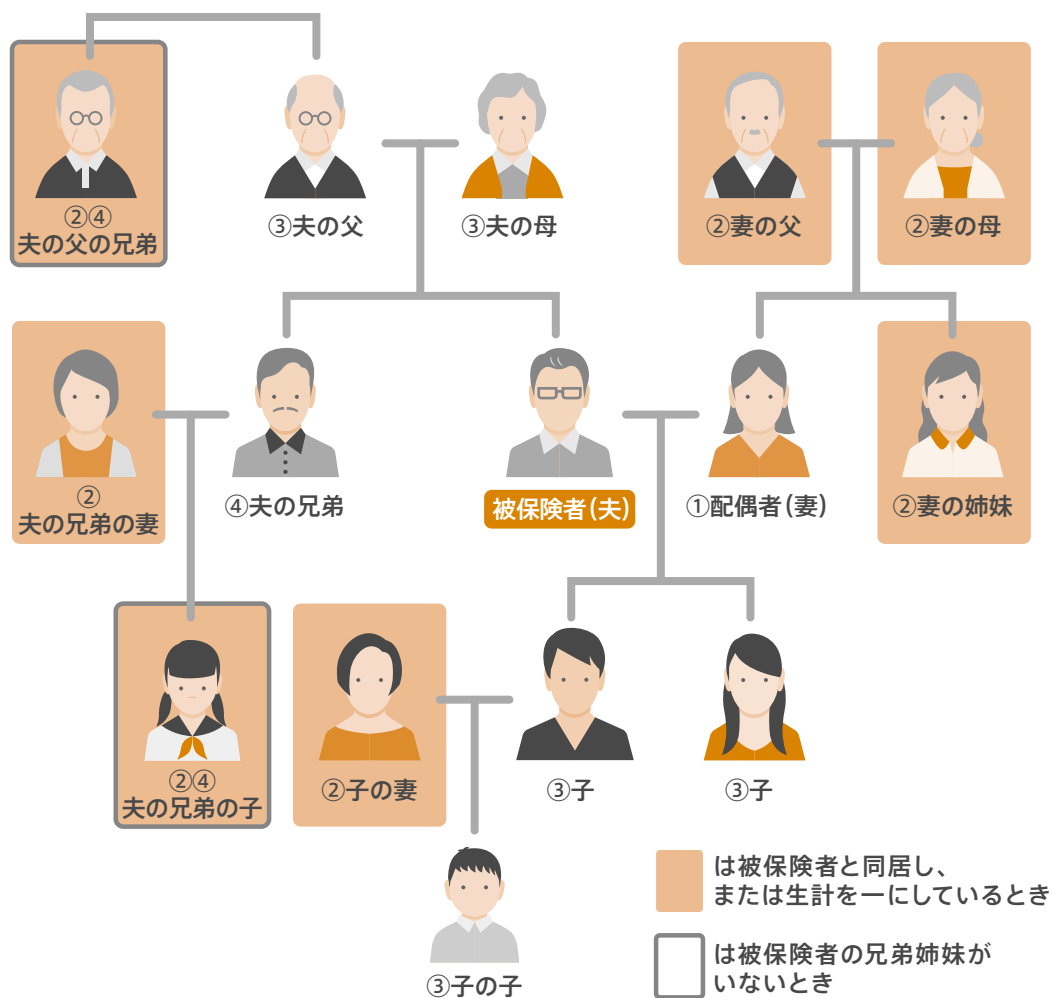 ②④
夫の父の兄弟
③夫の父
③夫の母
②妻の父
②妻の母
②
夫の兄弟の妻
④夫の兄弟
被保険者(夫)
①配偶者(妻)
②妻の姉妹
②④
夫の兄弟の子
②子の妻
③子
③子
③子の子
は被保険者と同居し、
または生計を一にしているとき
は被保険者の兄弟姉妹が
いないとき